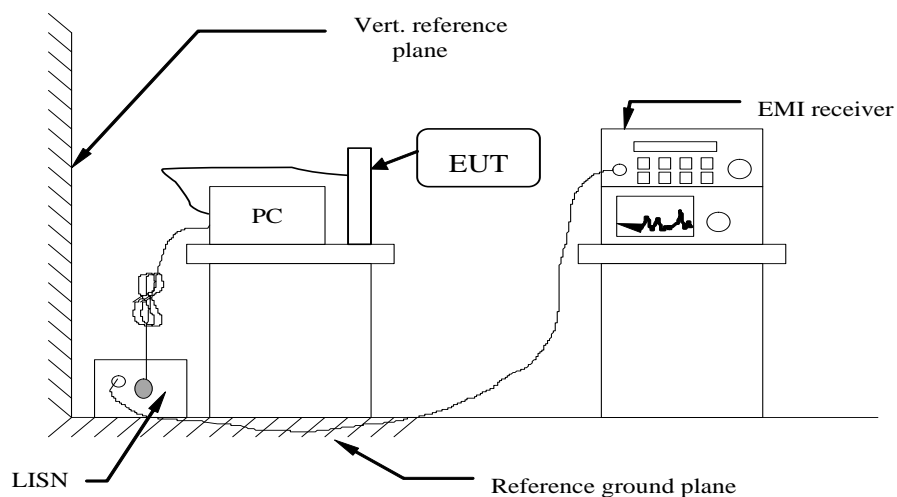 Vert. reference
plane
EMI receiver
EUT
PC
LISN
Reference ground plane